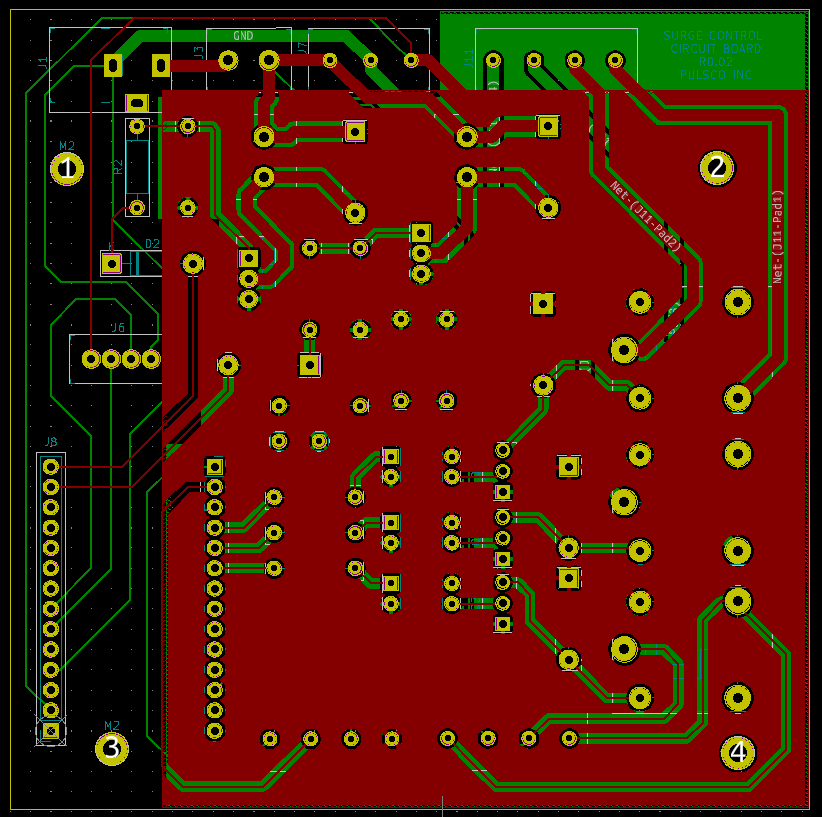 SURGE CONTROL
CIRCUIT BOARD
R0.02
PULSCO INC
GND
J1
J3
J7
J11
M2
1
2
R2
D2
Net-(J11-Pad2)
Net-(J11-Pad1)
J6
J8
M2
3
4